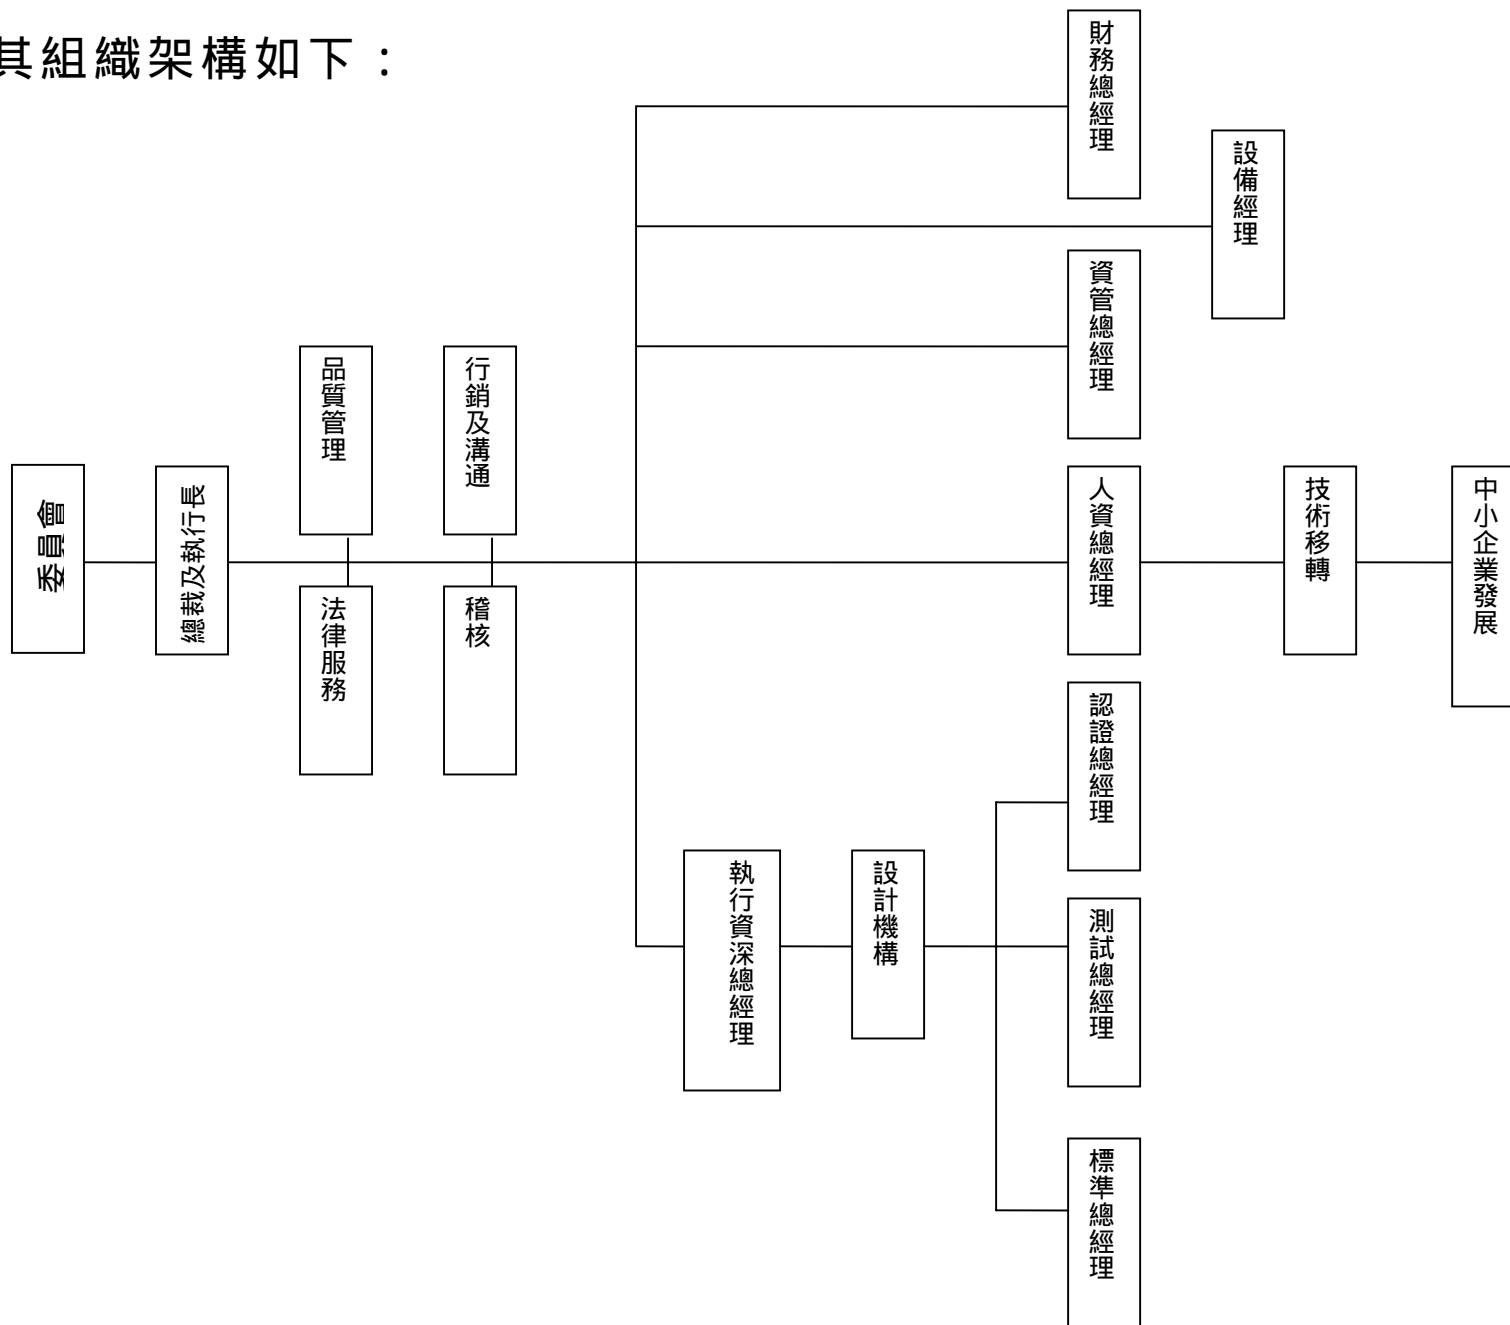 其組織架構如下：
財務總經理
設備經理
資管總經理
品質管理
行銷及溝通
委員會
總裁及執行長
人資總經理
技術移轉
中小企業發展
法律服務
稽核
認證總經理
執行資深總經理
設計機構
測試總經理
標準總經理